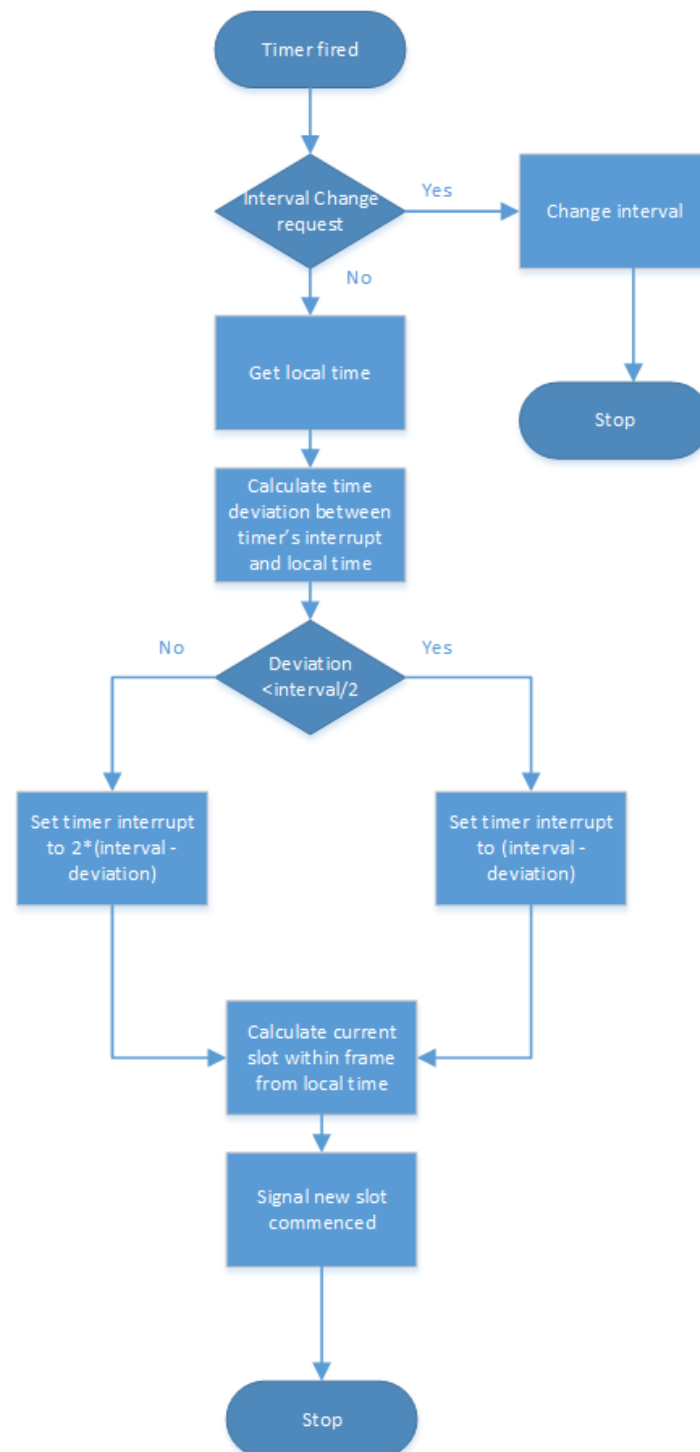 Timer fired
Interval Change
request
Yes
Change interval
No
Get local time
Stop
Calculate time
deviation between
timer's interrupt
and local time
No
Deviation
<interval/2
Yes
Set timer interrupt
to 2*(interval -
deviation)
Set timer interrupt
to (interval -
deviation)
Calculate current
slot within frame
from local time
Signal new slot
commenced
Stop